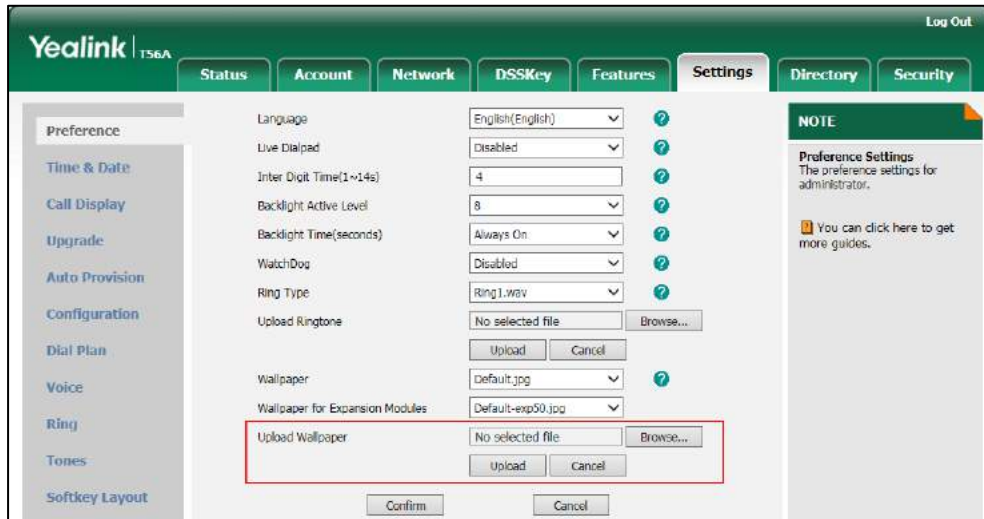 Log Out
Yealink T56A
Status Account Network DSSKey Features Settings Directory Security
Preference
Time & Date
Call Display
Upgrade
Auto Provision
Configuration
Dial Plan
Voice
Ring
Tones
Softkey Layout
Language English(English)
Live Dialpad Disabled
Inter Digit Time(1~14s) 4
Backlight Active Level 8
Backlight Time(seconds) Always On
WatchDog Disabled
Ring Type Ring1.wav
Upload Ringtone No selected file Browse...
Upload Cancel
Wallpaper Default.jpg
Wallpaper for Expansion Modules Default-exp50.jpg
Upload Wallpaper No selected file Browse...
Upload Cancel
Confirm Cancel
NOTE
Preference Settings
The preference settings for
administrator.
You can click here to get
more guides.